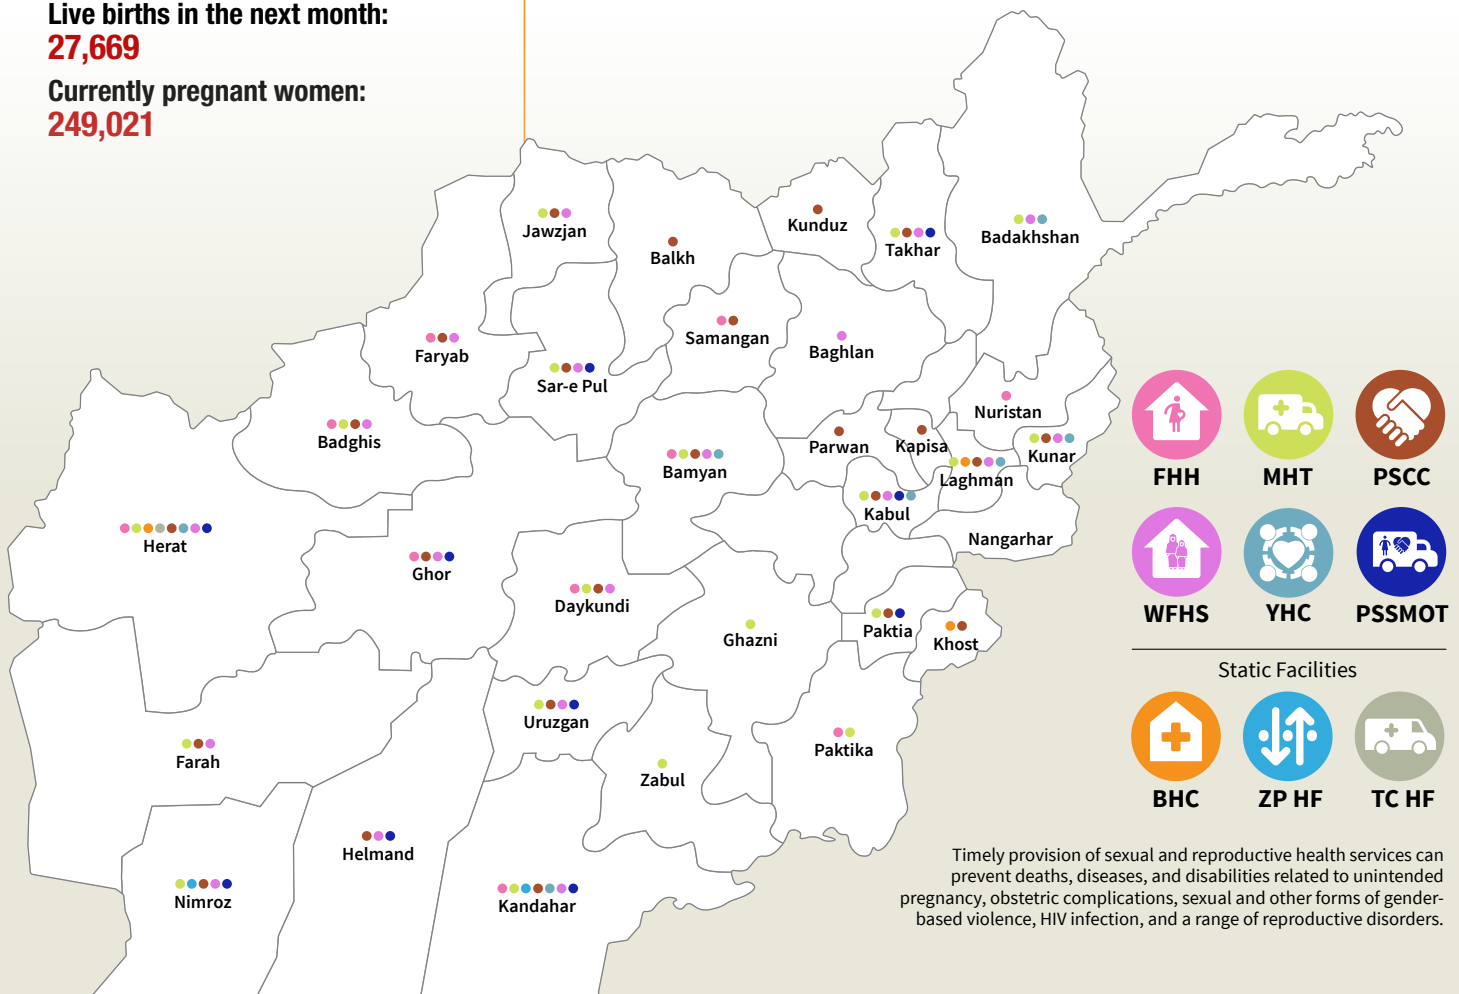 Live births in the next month:
27,669
Currently pregnant women:
249,021
Jawzjan
Balkh
Kunduz
Takhar
Badakhshan
Faryab
Sar-e Pul
Samangan
Baghlan
Badghis
Bamyan
Parwan
Kapisa
Nuristan
Kunar
Laghman
Kabul
Nangarhar
Herat
Ghor
Daykundi
Ghazni
Paktia
Khost
Uruzgan
Farah
Zabul
Paktika
Helmand
Nimroz
Kandahar
FHH
MHT
PSCC
WFHS
YHC
PSSMOT
Static Facilities
BHC
ZP HF
TC HF
Timely provision of sexual and reproductive health services can
prevent deaths, diseases, and disabilities related to unintended
pregnancy, obstetric complications, sexual and other forms of gender-
based violence, HIV infection, and a range of reproductive disorders.